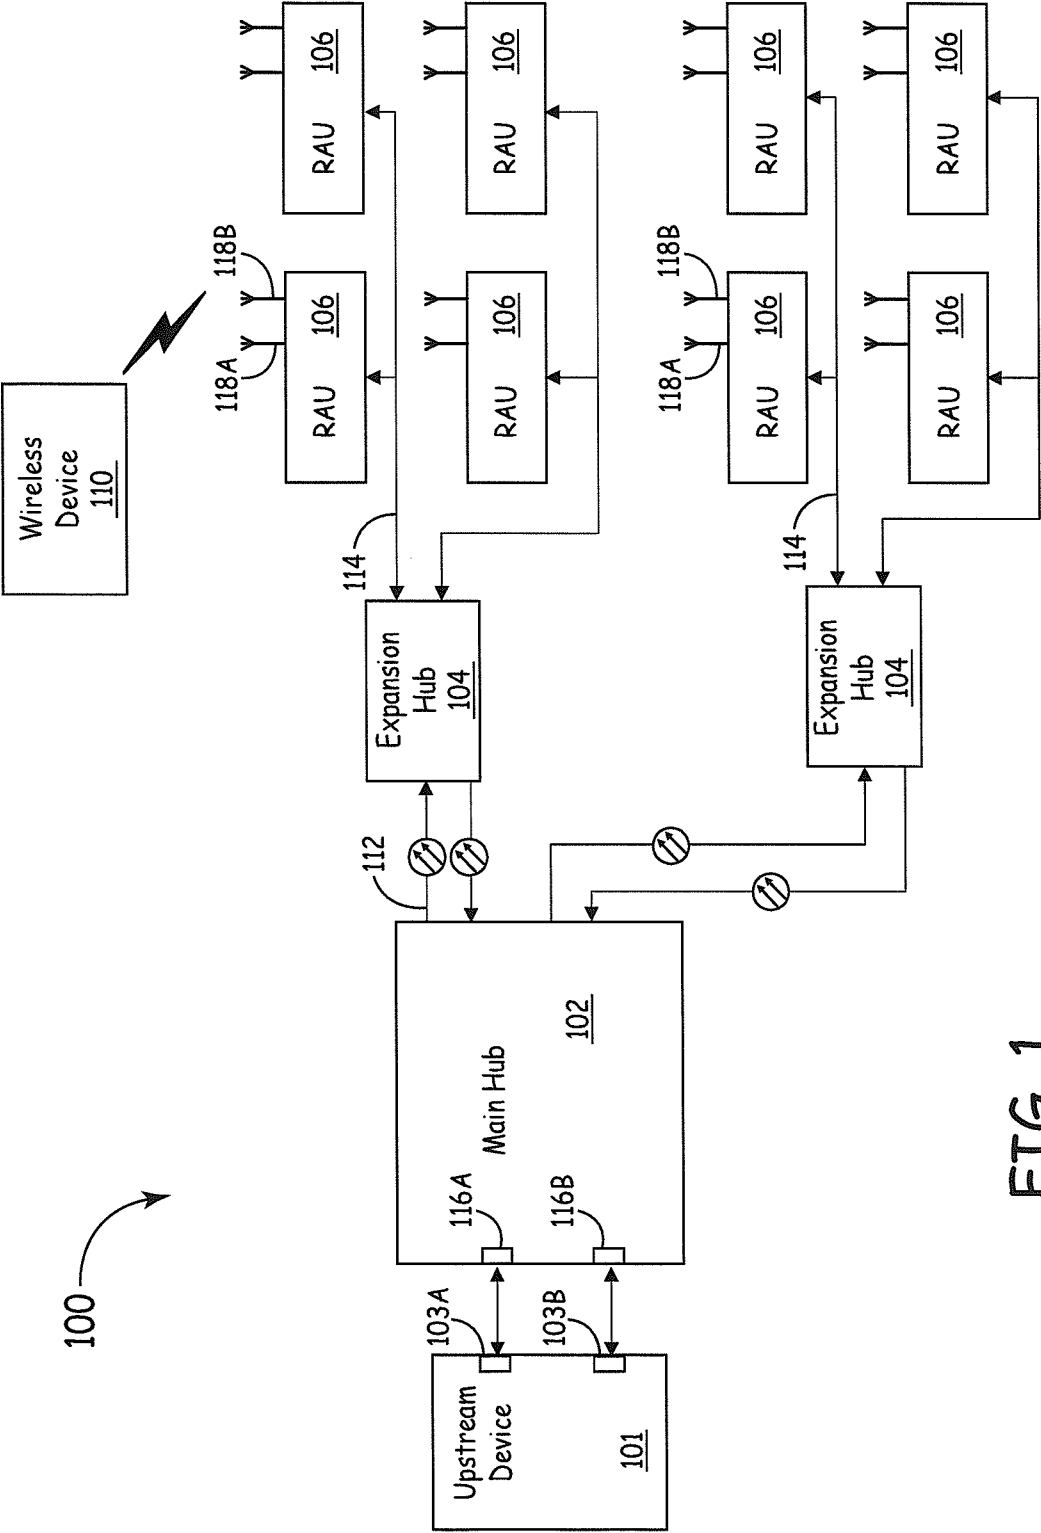 100
Wireless
Device
110
Upstream
Device
101
103A
103B
116A
116B
Main Hub
102
112
Expansion
Hub
104
114
118A
118B
RAU
106
RAU
106
RAU
106
RAU
106
Expansion
Hub
104
114
118A
118B
RAU
106
RAU
106
RAU
106
RAU
106
FIG. 1